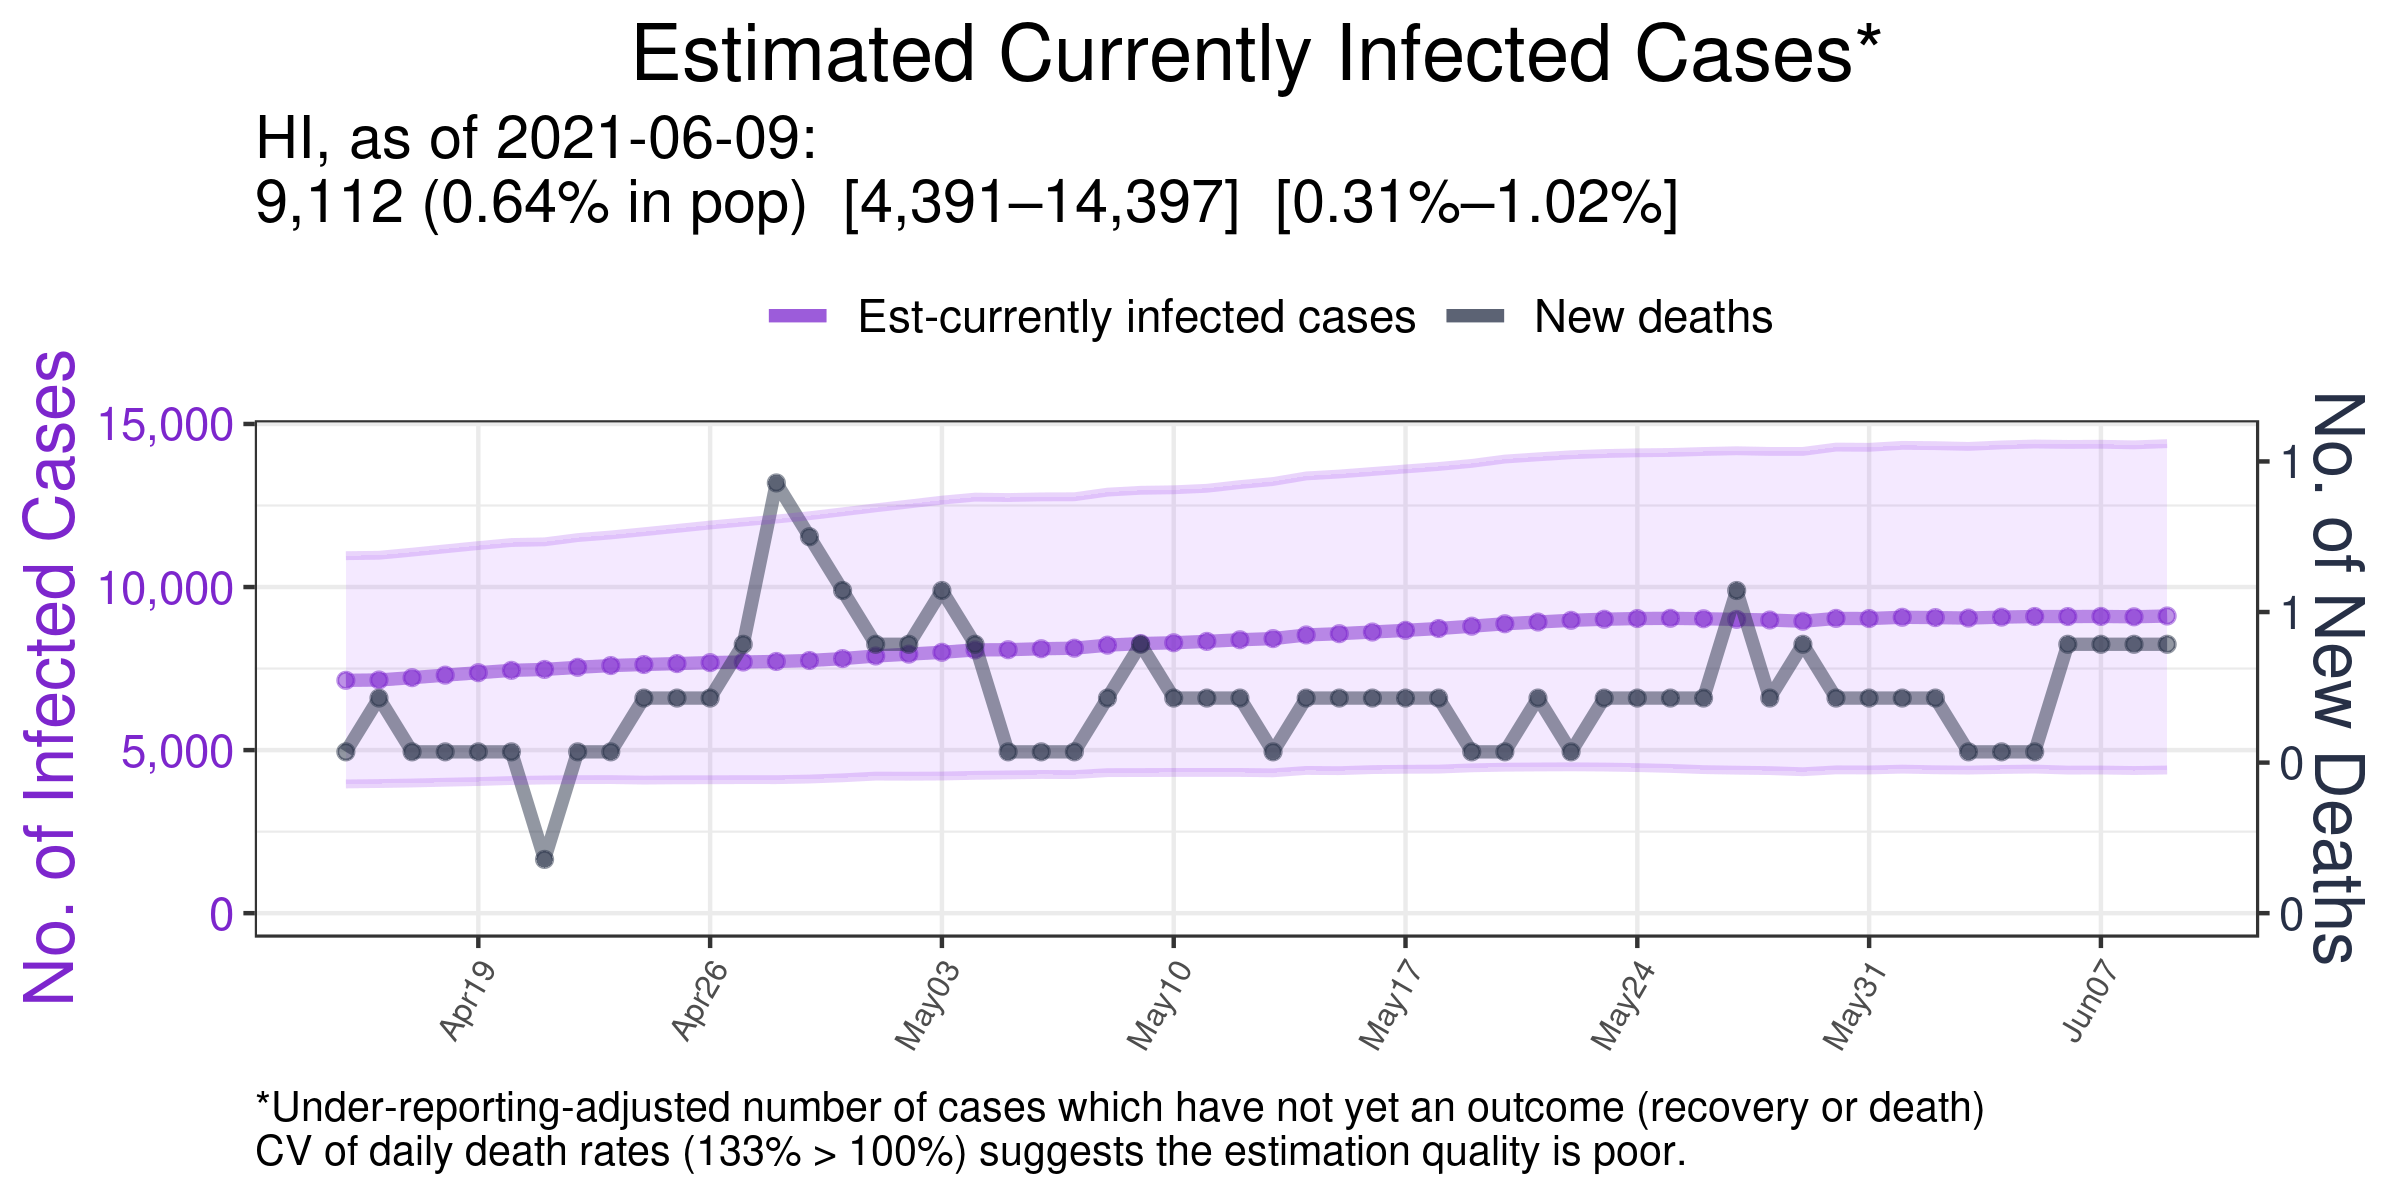 Estimated Currently Infected Cases*
HI, as of 2021-06-09:
9,112 (0.64% in pop) [4,391–14,397] [0.31%–1.02%]
Est-currently infected cases
New deaths
No. of Infected Cases
15,000
10,000
5,000
0
1
1
0
0
No. of New Deaths
Apr19
Apr26
May03
May10
May17
May24
May31
Jun07
*Under-reporting-adjusted number of cases which have not yet an outcome (recovery or death)
CV of daily death rates (133% > 100%) suggests the estimation quality is poor.